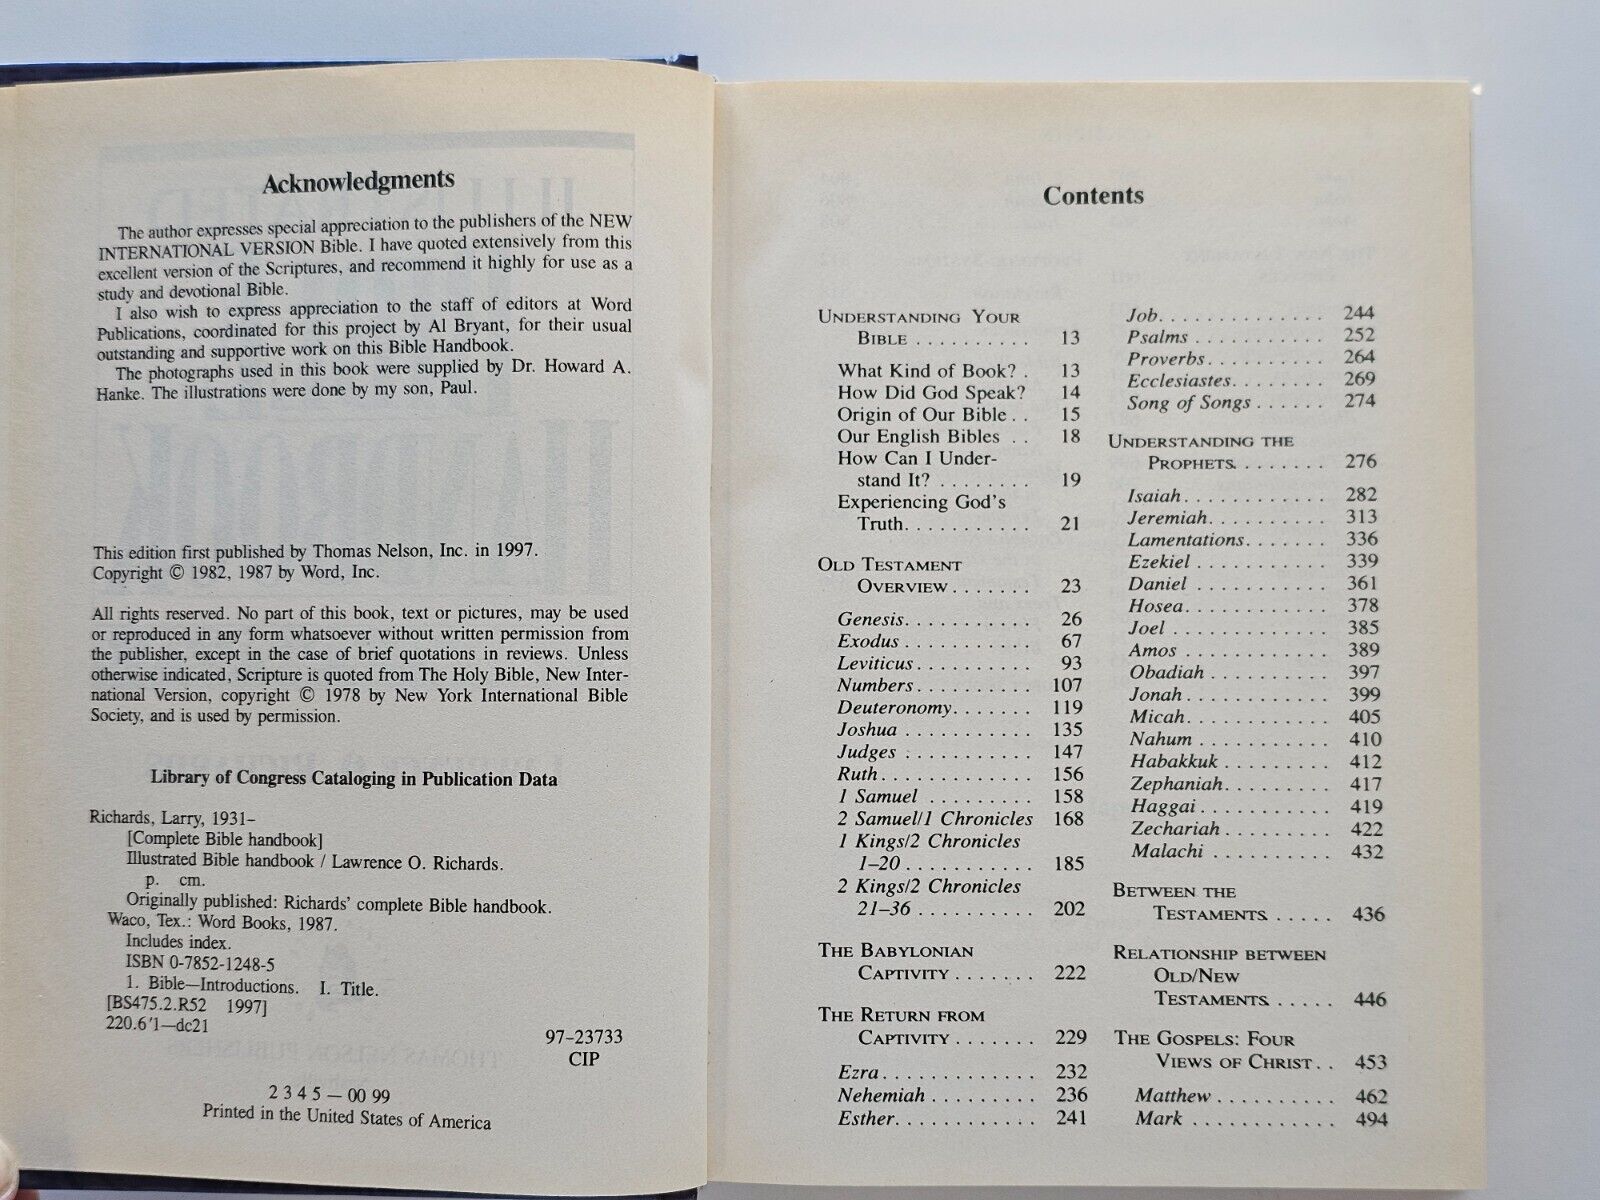 Acknowledgments
The author expresses special appreciation to the publishers of the NEW
INTERNATIONAL VERSION Bible. I have quoted extensively from this
excellent version of the Scriptures, and recommend it highly for use as a
study and devotional Bible.
I also wish to express appreciation to the staff of editors at Word
Publications, coordinated for this project by Al Bryant, for their usual
outstanding and supportive work on this Bible Handbook.
The photographs used in this book were supplied by Dr. Howard A.
Hanke. The illustrations were done by my son, Paul.
This edition first published by Thomas Nelson, Inc. in 1997.
Copyright © 1982, 1987 by Word, Inc.
All rights reserved. No part of this book, text or pictures, may be used
or reproduced in any form whatsoever without written permission from
the publisher, except in the case of brief quotations in reviews. Unless
otherwise indicated, Scripture is quoted from The Holy Bible, New Inter-
national Version, copyright © 1978 by New York International Bible
Society, and is used by permission.
Library of Congress Cataloging in Publication Data
Richards, Larry, 1931–
[Complete Bible handbook]
Illustrated Bible handbook / Lawrence O. Richards.
p. cm.
Originally published: Richards' complete Bible handbook.
Waco, Tex.: Word Books, 1987.
Includes index.
ISBN 0-7852-1248-5
1. Bible—Introductions. I. Title.
[BS475.2.R52 1997]
220.6'1—dc21
97–23733
CIP
2 3 4 5 — 00 99
Printed in the United States of America
Contents
UNDERSTANDING YOUR
BIBLE . . . . . . . . . . 13
What Kind of Book? . 13
How Did God Speak? 14
Origin of Our Bible . . 15
Our English Bibles . . 18
How Can I Under-
stand It? . . . . . . . . 19
Experiencing God's
Truth. . . . . . . . . . . 21
OLD TESTAMENT
OVERVIEW . . . . . . . 23
Genesis. . . . . . . . . . . 26
Exodus . . . . . . . . . . . 67
Leviticus. . . . . . . . . . 93
Numbers. . . . . . . . . . 107
Deuteronomy. . . . . . . 119
Joshua . . . . . . . . . . . 135
Judges . . . . . . . . . . . 147
Ruth. . . . . . . . . . . . . 156
1 Samuel . . . . . . . . . 158
2 Samuel/1 Chronicles 168
1 Kings/2 Chronicles
1–20 . . . . . . . . . . . 185
2 Kings/2 Chronicles
21–36 . . . . . . . . . . 202
THE BABYLONIAN
CAPTIVITY . . . . . . . 222
THE RETURN FROM
CAPTIVITY . . . . . . . 229
Ezra. . . . . . . . . . . . . 232
Nehemiah . . . . . . . . . 236
Esther. . . . . . . . . . . . 241
Job. . . . . . . . . . . . . . 244
Psalms . . . . . . . . . . . 252
Proverbs. . . . . . . . . . 264
Ecclesiastes. . . . . . . . 269
Song of Songs . . . . . . 274
UNDERSTANDING THE
PROPHETS. . . . . . . . 276
Isaiah. . . . . . . . . . . . 282
Jeremiah. . . . . . . . . . 313
Lamentations. . . . . . . 336
Ezekiel . . . . . . . . . . . 339
Daniel . . . . . . . . . . . 361
Hosea. . . . . . . . . . . . 378
Joel . . . . . . . . . . . . . 385
Amos . . . . . . . . . . . . 389
Obadiah . . . . . . . . . . 397
Jonah . . . . . . . . . . . . 399
Micah. . . . . . . . . . . . 405
Nahum . . . . . . . . . . . 410
Habakkuk . . . . . . . . . 412
Zephaniah. . . . . . . . . 417
Haggai . . . . . . . . . . . 419
Zechariah . . . . . . . . . 422
Malachi . . . . . . . . . . 432
BETWEEN THE
TESTAMENTS. . . . . . 436
RELATIONSHIP BETWEEN
OLD/NEW
TESTAMENTS. . . . . . 446
THE GOSPELS: FOUR
VIEWS OF CHRIST . . 453
Matthew . . . . . . . . . . 462
Mark . . . . . . . . . . . . 494